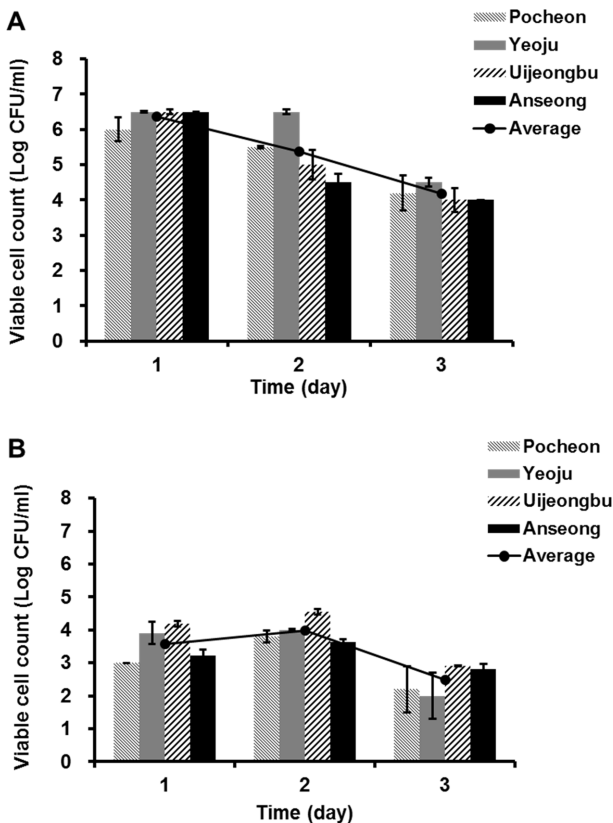 A
Pocheon
Yeoju
Uijeongbu
Anseong
Average
Viable cell count (Log CFU/ml)
8
7
6
5
4
3
2
1
0
1 2 3
Time (day)
B
Pocheon
Yeoju
Uijeongbu
Anseong
Average
Viable cell count (Log CFU/ml)
8
7
6
5
4
3
2
1
0
1 2 3
Time (day)